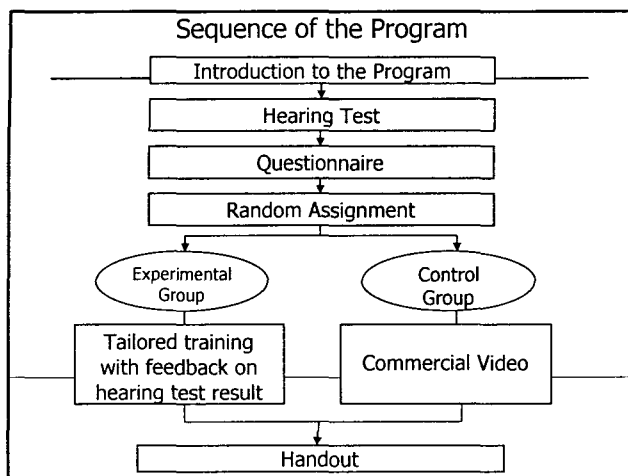 Sequence of the Program
Introduction to the Program
Hearing Test
Questionnaire
Random Assignment
Experimental
Group
Control
Group
Tailored training
with feedback on
hearing test result
Commercial Video
Handout